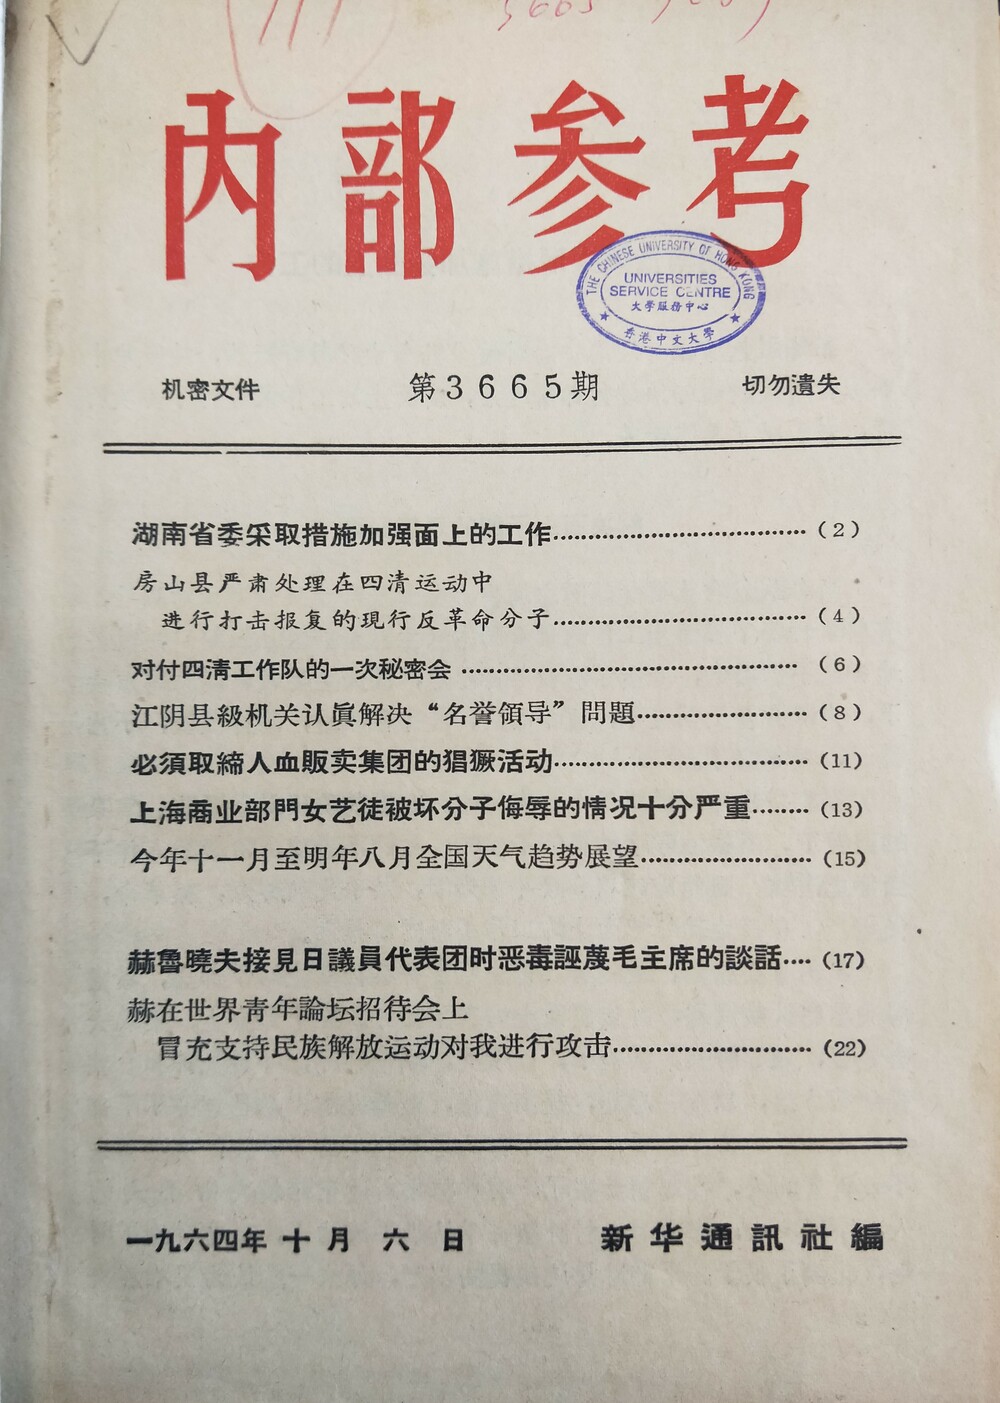 内部参考
THE CHINESE UNIVERSITY OF HONG KONG
UNIVERSITIES
SERVICE CENTRE
大学服務中心
香港中文大學
机密文件 第3665期 切勿遺失
湖南省委采取措施加强面上的工作……(2)
房山县严肃处理在四清运动中
进行打击报复的現行反革命分子……(4)
对付四清工作队的一次秘密会……(6)
江阴县級机关认眞解决“名誉領导”問題……(8)
必須取締人血販卖集团的猖獗活动……(11)
上海商业部門女艺徒被坏分子侮辱的情况十分严重……(13)
今年十一月至明年八月全国天气趋势展望……(15)
赫魯曉夫接見日議員代表团时恶毒誣蔑毛主席的談話……(17)
赫在世界青年論坛招待会上
冒充支持民族解放运动对我进行攻击……(22)
一九六四年十月六日 新华通訊社編